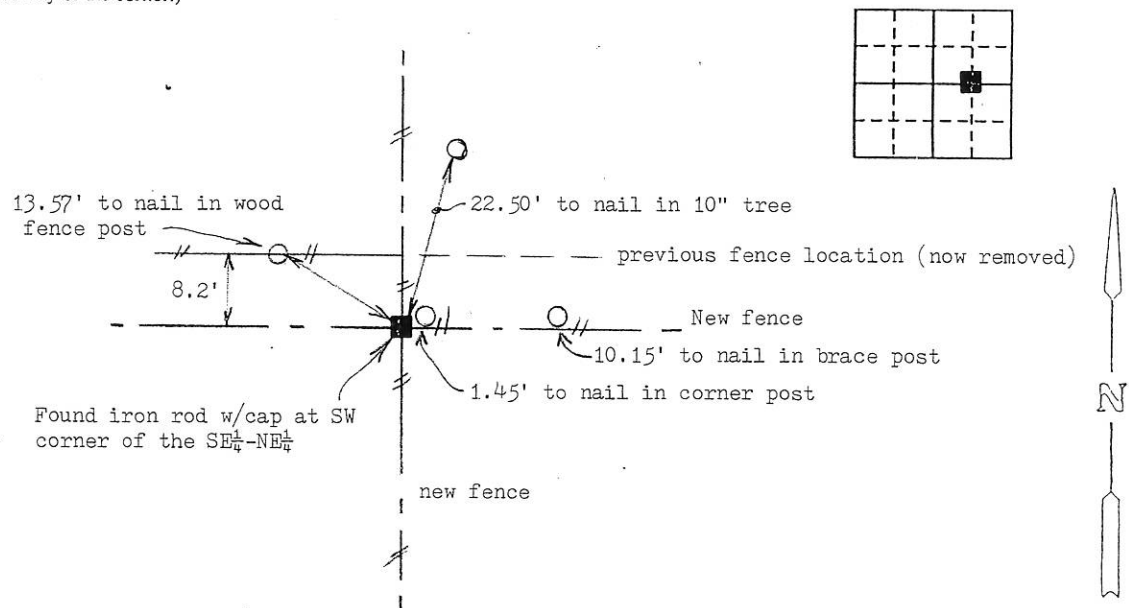 13.57' to nail in wood
fence post
22.50' to nail in 10" tree
previous fence location (now removed)
8.2'
New fence
10.15' to nail in brace post
1.45' to nail in corner post
Found iron rod w/cap at SW
corner of the SE¼-NE¼
new fence
N